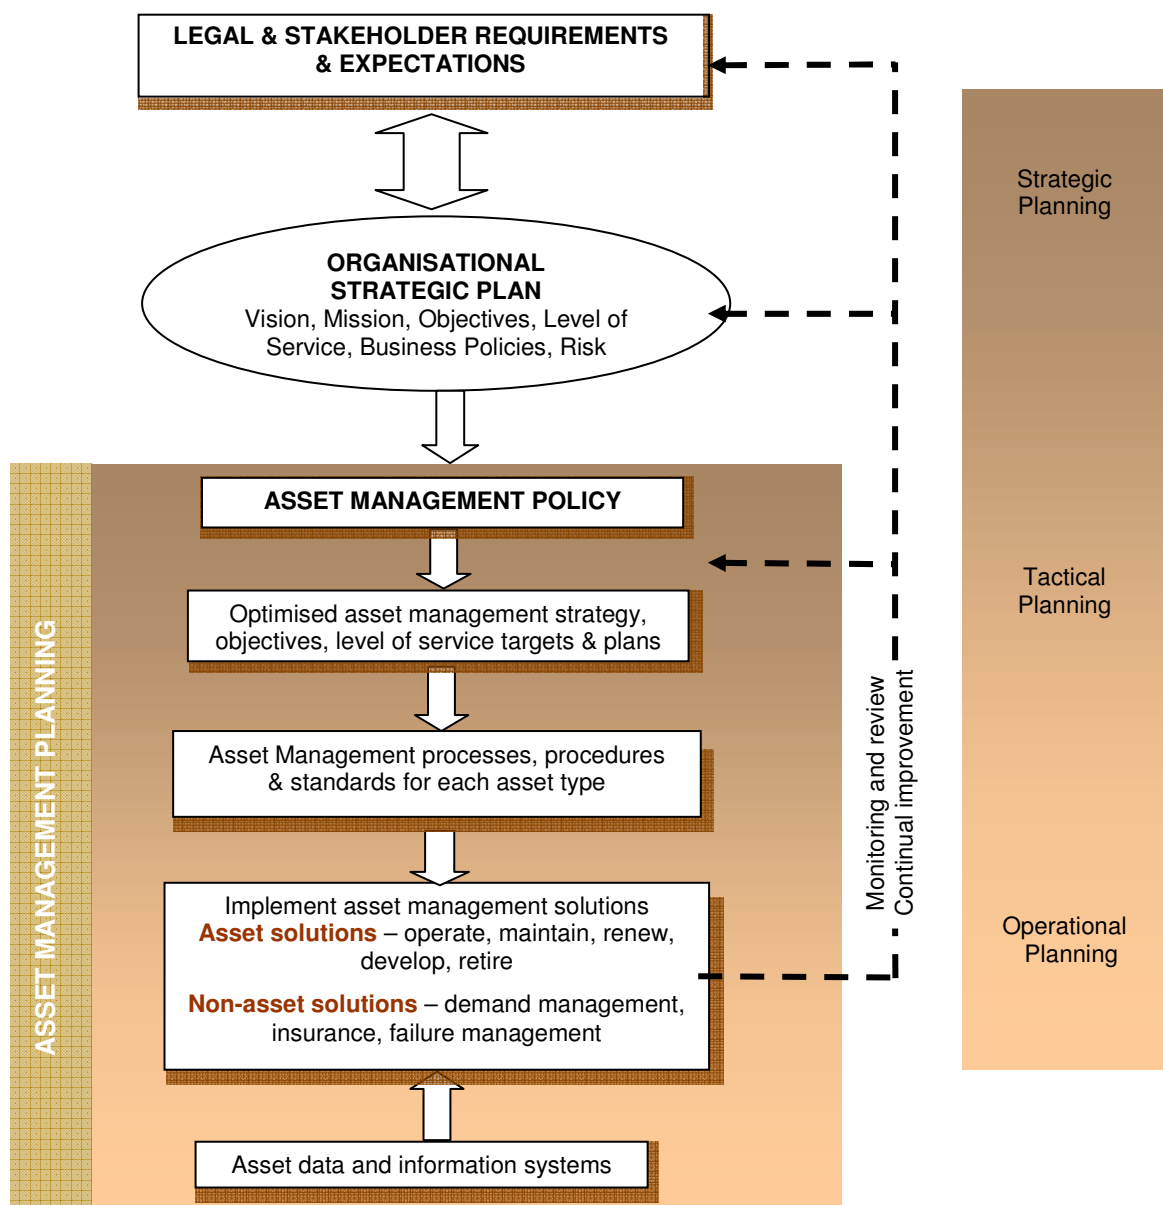 LEGAL & STAKEHOLDER REQUIREMENTS
& EXPECTATIONS
Strategic
Planning
ORGANISATIONAL
STRATEGIC PLAN
Vision, Mission, Objectives, Level of
Service, Business Policies, Risk
ASSET MANAGEMENT PLANNING
ASSET MANAGEMENT POLICY
Optimised asset management strategy,
objectives, level of service targets & plans
Tactical
Planning
Asset Management processes, procedures
& standards for each asset type
Monitoring and review
Continual improvement
Implement asset management solutions
Asset solutions – operate, maintain, renew,
develop, retire
Non-asset solutions – demand management,
insurance, failure management
Operational
Planning
Asset data and information systems